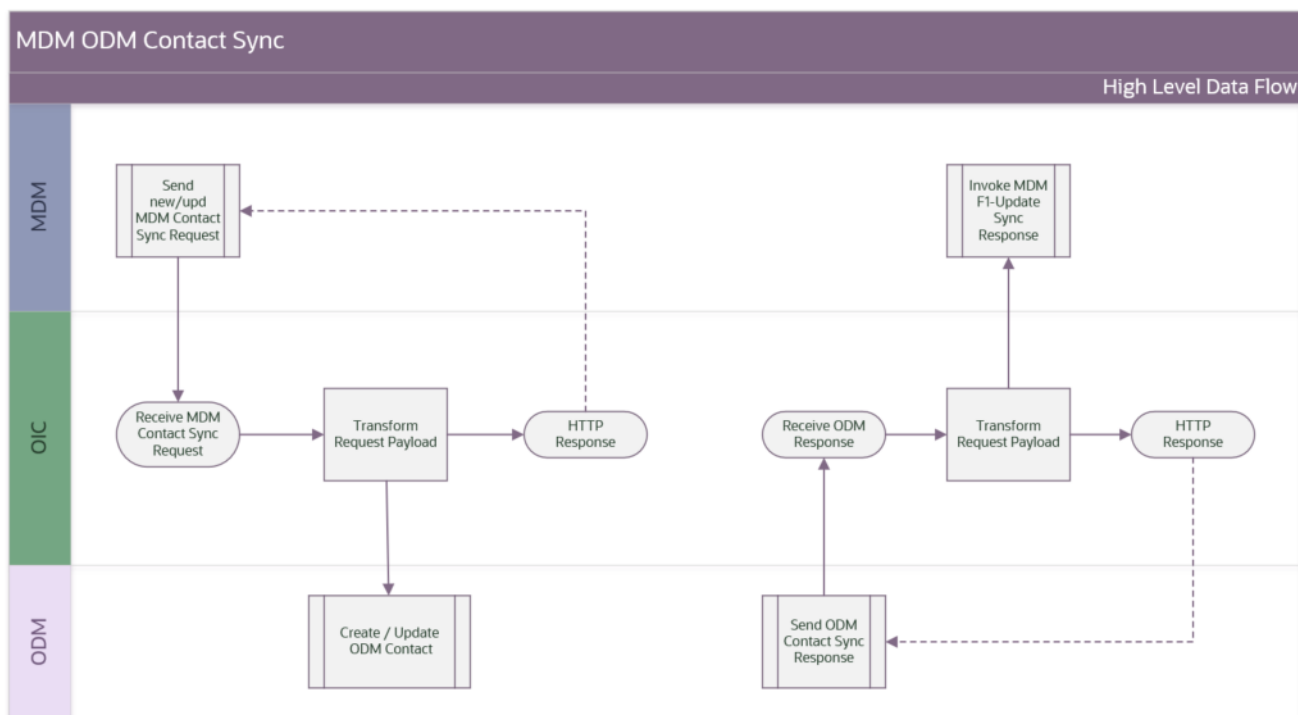 MDM ODM Contact Sync
High Level Data Flow
MDM
Send
new/upd
MDM Contact
Sync Request
Invoke MDM
F1-Update
Sync
Response
OIC
Receive MDM
Contact Sync
Request
Transform
Request Payload
HTTP
Response
Receive ODM
Response
Transform
Request Payload
HTTP
Response
ODM
Create / Update
ODM Contact
Send ODM
Contact Sync
Response